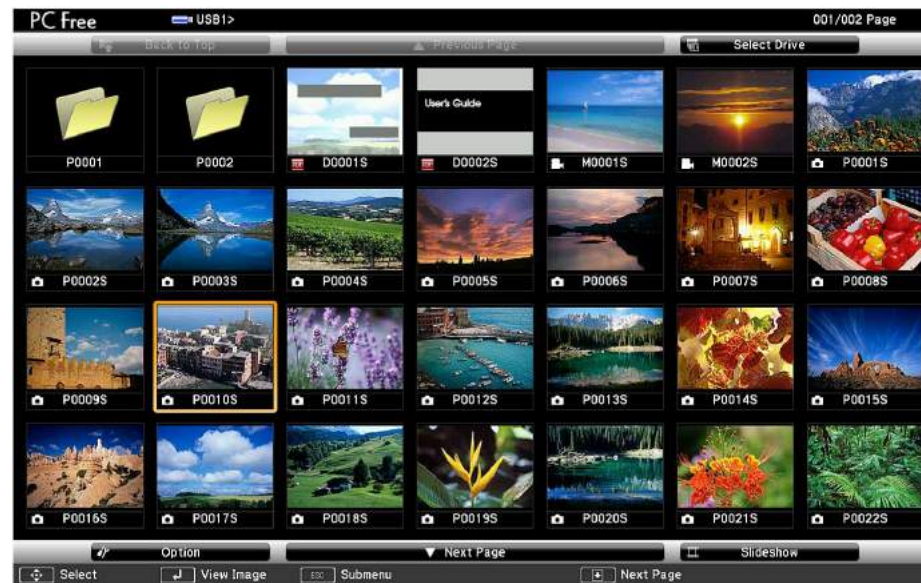 PC Free USB1> 001/002 Page
Back to Top Previous Page Select Drive
User's Guide
P0001 P0002 D0001S D0002S M0001S M0002S P0001S
P0002S P0003S P0004S P0005S P0006S P0007S P0008S
P0009S P0010S P0011S P0012S P0013S P0014S P0015S
P0016S P0017S P0018S P0019S P0020S P0021S P0022S
Option Next Page Slideshow
Select View Image ESC Submenu Next Page